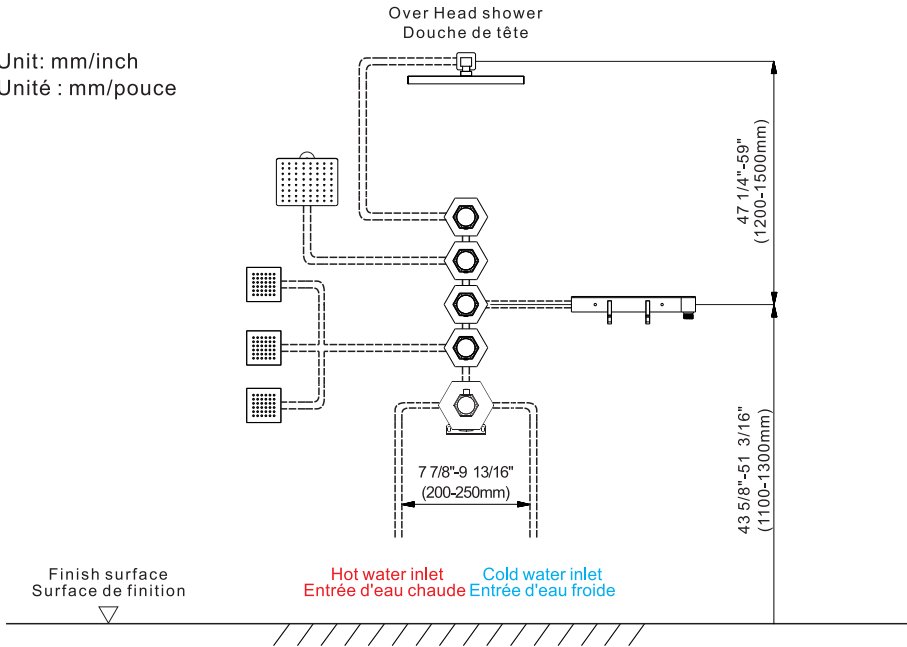 Over Head shower
Douche de tête
Unit: mm/inch
Unité : mm/pouce
47 1/4"-59"
(1200-1500mm)
43 5/8"-51 3/16"
(1100-1300mm)
7 7/8"-9 13/16"
(200-250mm)
Finish surface
Surface de finition
Hot water inlet
Entrée d'eau chaude
Cold water inlet
Entrée d'eau froide